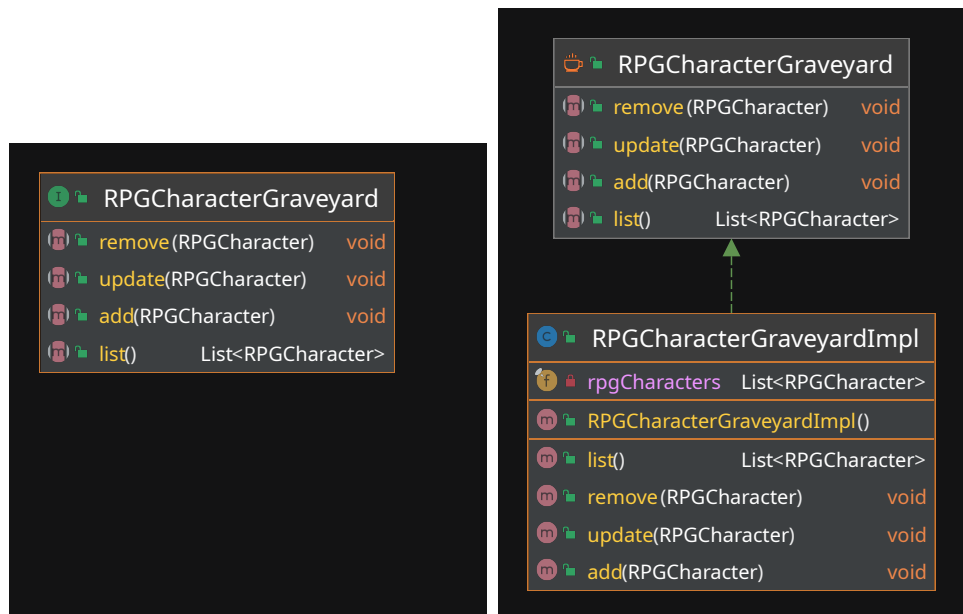 RPGCharacterGraveyard
remove(RPGCharacter) void
update(RPGCharacter) void
add(RPGCharacter) void
list() List<RPGCharacter>
RPGCharacterGraveyard
remove(RPGCharacter) void
update(RPGCharacter) void
add(RPGCharacter) void
list() List<RPGCharacter>
RPGCharacterGraveyardImpl
rpgCharacters List<RPGCharacter>
RPGCharacterGraveyardImpl()
list() List<RPGCharacter>
remove(RPGCharacter) void
update(RPGCharacter) void
add(RPGCharacter) void